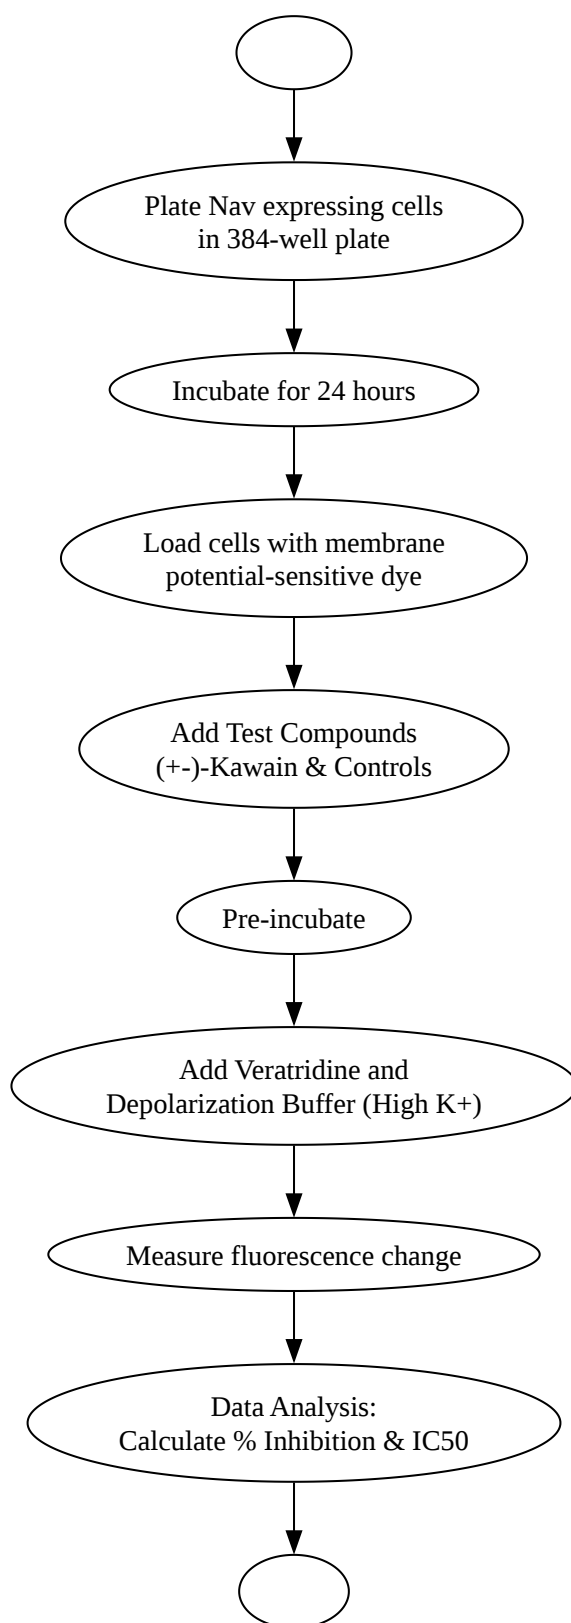 Plate Nav expressing cells
in 384-well plate
Incubate for 24 hours
Load cells with membrane
potential-sensitive dye
Add Test Compounds
(+-)-Kawain & Controls
Pre-incubate
Add Veratridine and
Depolarization Buffer (High K+)
Measure fluorescence change
Data Analysis:
Calculate % Inhibition & IC50